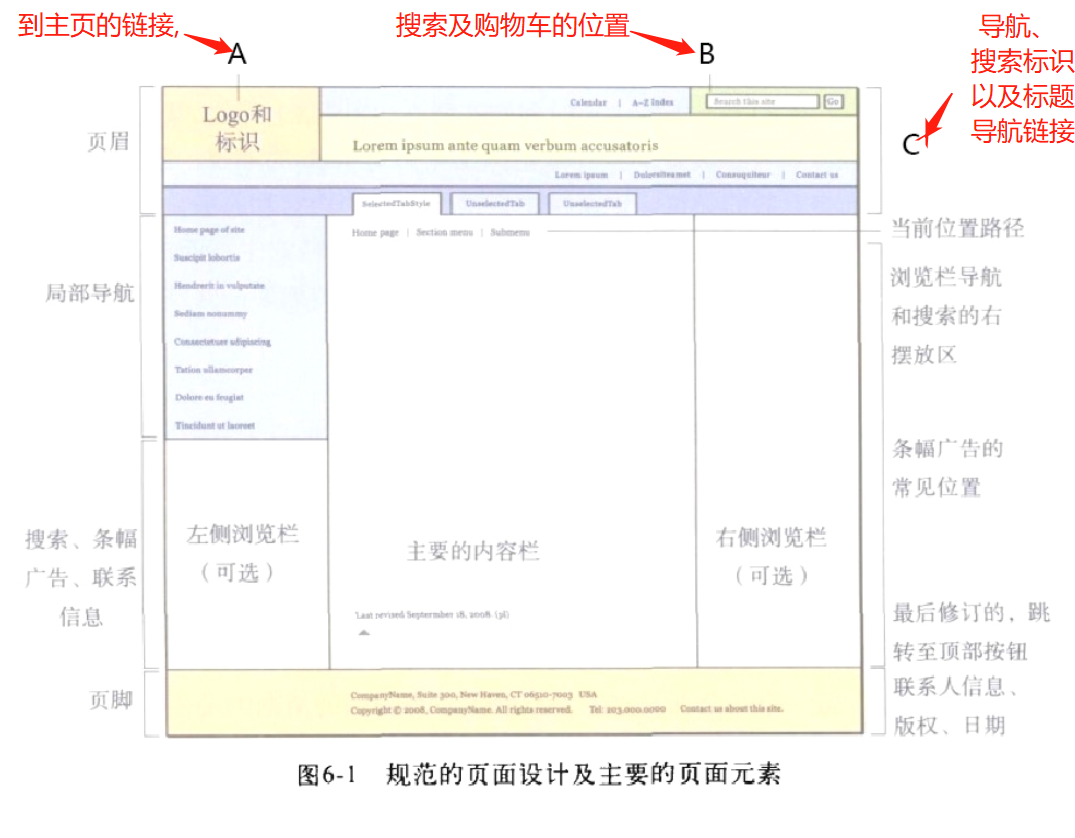 到主页的链接,
搜索及购物车的位置
导航、
搜索标识
以及标题
导航链接
A
B
C
页眉
Logo和
标识
Calendar | A-Z Index
Search this site
Go
Lorem ipsum ante quam verbum accusatoris
Lorem ipsum | Dolorsitamet | Consuquiteur | Contact us
SelectedTabStyle
UnselectedTab
UnselectedTab
Home page | Section menu | Submenu
当前位置路径
局部导航
Home page of site
Suscipit lobortis
Hendrerit in vulputate
Sediam nonummy
Consectetuer adipiscing
Tation ullamcorper
Dolore eu feugiat
Tincidunt ut laoreet
浏览栏导航
和搜索的右
摆放区
条幅广告的
常见位置
搜索、条幅
广告、联系
信息
左侧浏览栏
（可选）
主要的内容栏
右侧浏览栏
（可选）
Last revised September 18, 2008. (pl)
最后修订的，跳
转至顶部按钮
页脚
CompanyName, Suite 300, New Haven, CT 06510-7003 USA
Copyright © 2008, CompanyName. All rights reserved. Tel: 203.000.0000 Contact us about this site.
联系人信息、
版权、日期
图6-1 规范的页面设计及主要的页面元素